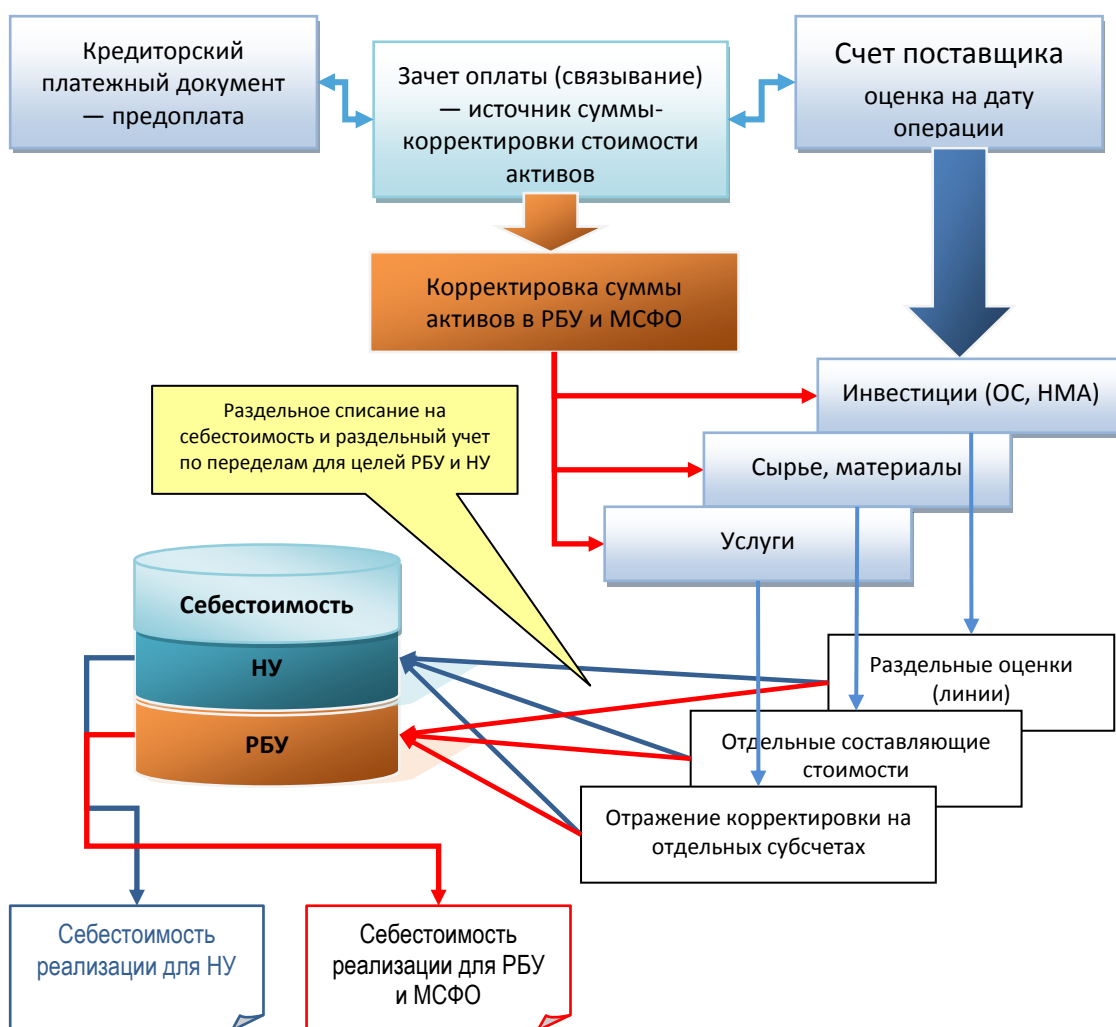 Кредиторский
платежный документ
— предоплата
Зачет оплаты (связывание)
— источник суммы-
корректировки стоимости
активов
Счет поставщика
оценка на дату
операции
Корректировка суммы
активов в РБУ и МСФО
Инвестиции (ОС, НМА)
Раздельное списание на
себестоимость и раздельный учет
по переделам для целей РБУ и НУ
Сырье, материалы
Услуги
Себестоимость
НУ
РБУ
Раздельные оценки
(линии)
Отдельные составляющие
стоимости
Отражение корректировки на
отдельных субсчетах
Себестоимость
реализации для НУ
Себестоимость
реализации для РБУ
и МСФО